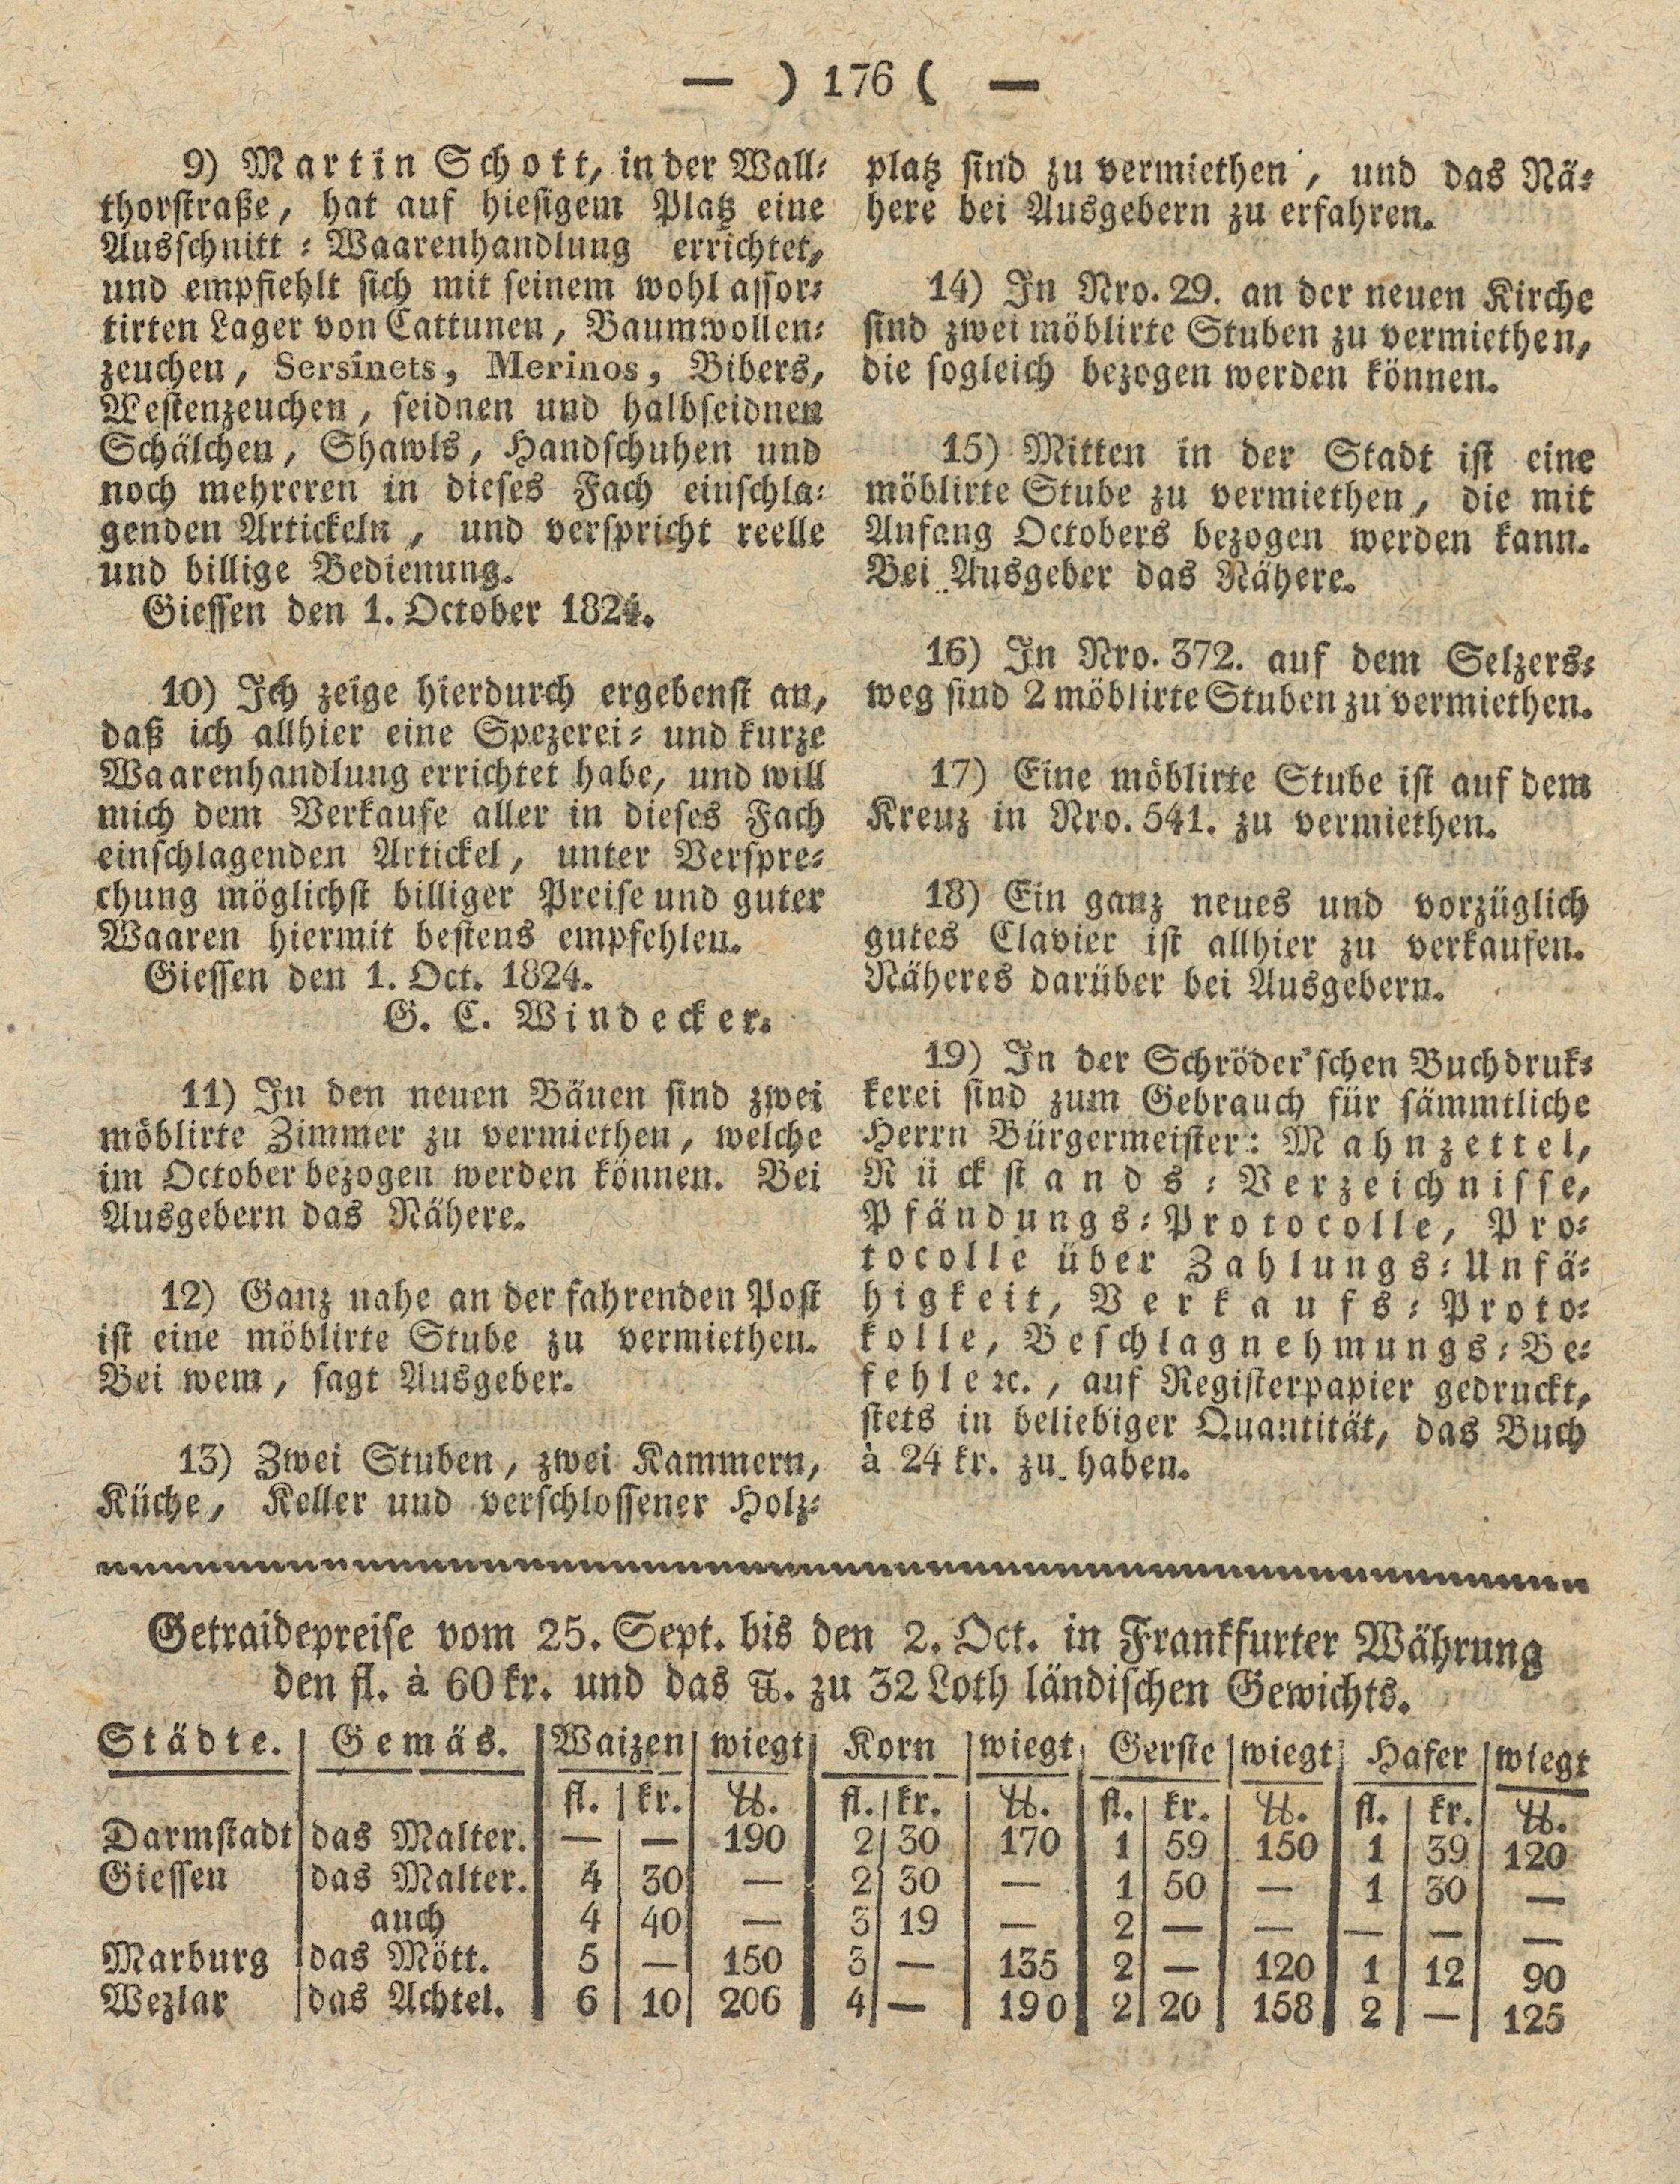 — ) 176 ( —
9) Martin Schott, in der Wall-
thorstraße, hat auf hiesigem Platz eine
Ausschnitt-Waarenhandlung errichtet,
und empfiehlt sich mit seinem wohl assor-
tirten Lager von Cattunen, Baumwollen-
zeuchen, Sersinets, Merinos, Bibers,
Westenzeuchen, seidnen und halbseidnen
Schälchen, Shawls, Handschuhen und
noch mehreren in dieses Fach einschla-
genden Artickeln, und verspricht reelle
und billige Bedienung.
Giessen den 1. October 1824.
10) Ich zeige hierdurch ergebenst an,
daß ich allhier eine Spezerei- und kurze
Waarenhandlung errichtet habe, und will
mich dem Verkaufe aller in dieses Fach
einschlagenden Artickel, unter Verspre-
chung möglichst billiger Preise und guter
Waaren hiermit bestens empfehlen.
Giessen den 1. Oct. 1824.
G. C. Windecker.
11) In den neuen Bäuen sind zwei
möblirte Zimmer zu vermiethen, welche
im October bezogen werden können. Bei
Ausgebern das Nähere.
12) Ganz nahe an der fahrenden Post
ist eine möblirte Stube zu vermiethen.
Bei wem, sagt Ausgeber.
13) Zwei Stuben, zwei Kammern,
Küche, Keller und verschlossener Holz-
platz sind zu vermiethen, und das Nä-
here bei Ausgebern zu erfahren.
14) In Nro. 29. an der neuen Kirche
sind zwei möblirte Stuben zu vermiethen,
die sogleich bezogen werden können.
15) Mitten in der Stadt ist eine
möblirte Stube zu vermiethen, die mit
Anfang Octobers bezogen werden kann.
Bei Ausgeber das Nähere.
16) In Nro. 372. auf dem Selzers-
weg sind 2 möblirte Stuben zu vermiethen.
17) Eine möblirte Stube ist auf dem
Kreuz in Nro. 541. zu vermiethen.
18) Ein ganz neues und vorzüglich
gutes Clavier ist allhier zu verkaufen.
Näheres darüber bei Ausgebern.
19) In der Schröder'schen Buchdruk-
kerei sind zum Gebrauch für sämmtliche
Herrn Bürgermeister: Mahnzettel,
Rückstands-Verzeichnisse,
Pfändungs-Protocolle, Pro-
tocolle über Zahlungs-Unfä-
higkeit, Verkaufs-Proto-
kolle, Beschlagnehmungs-Be-
fehle ꝛc., auf Registerpapier gedruckt,
stets in beliebiger Quantität, das Buch
à 24 kr. zu haben.
Getraidepreise vom 25. Sept. bis den 2. Oct. in Frankfurter Währung
den fl. à 60 kr. und das ℔. zu 32 Loth ländischen Gewichts.
Städte. Gemäs. Waizen wiegt Korn wiegt Gerste wiegt Hafer wiegt
fl. kr. ℔. fl. kr. ℔. fl. kr. ℔. fl. kr. ℔.
Darmstadt das Malter. — — 190 2 30 170 1 59 150 1 39 120
Giessen das Malter. 4 30 — 2 30 — 1 50 — 1 30 —
auch 4 40 — 3 19 — 2 — — — — —
Marburg das Mött. 5 — 150 3 — 135 2 — 120 1 12 90
Wezlar das Achtel. 6 10 206 4 — 190 2 20 158 2 — 125